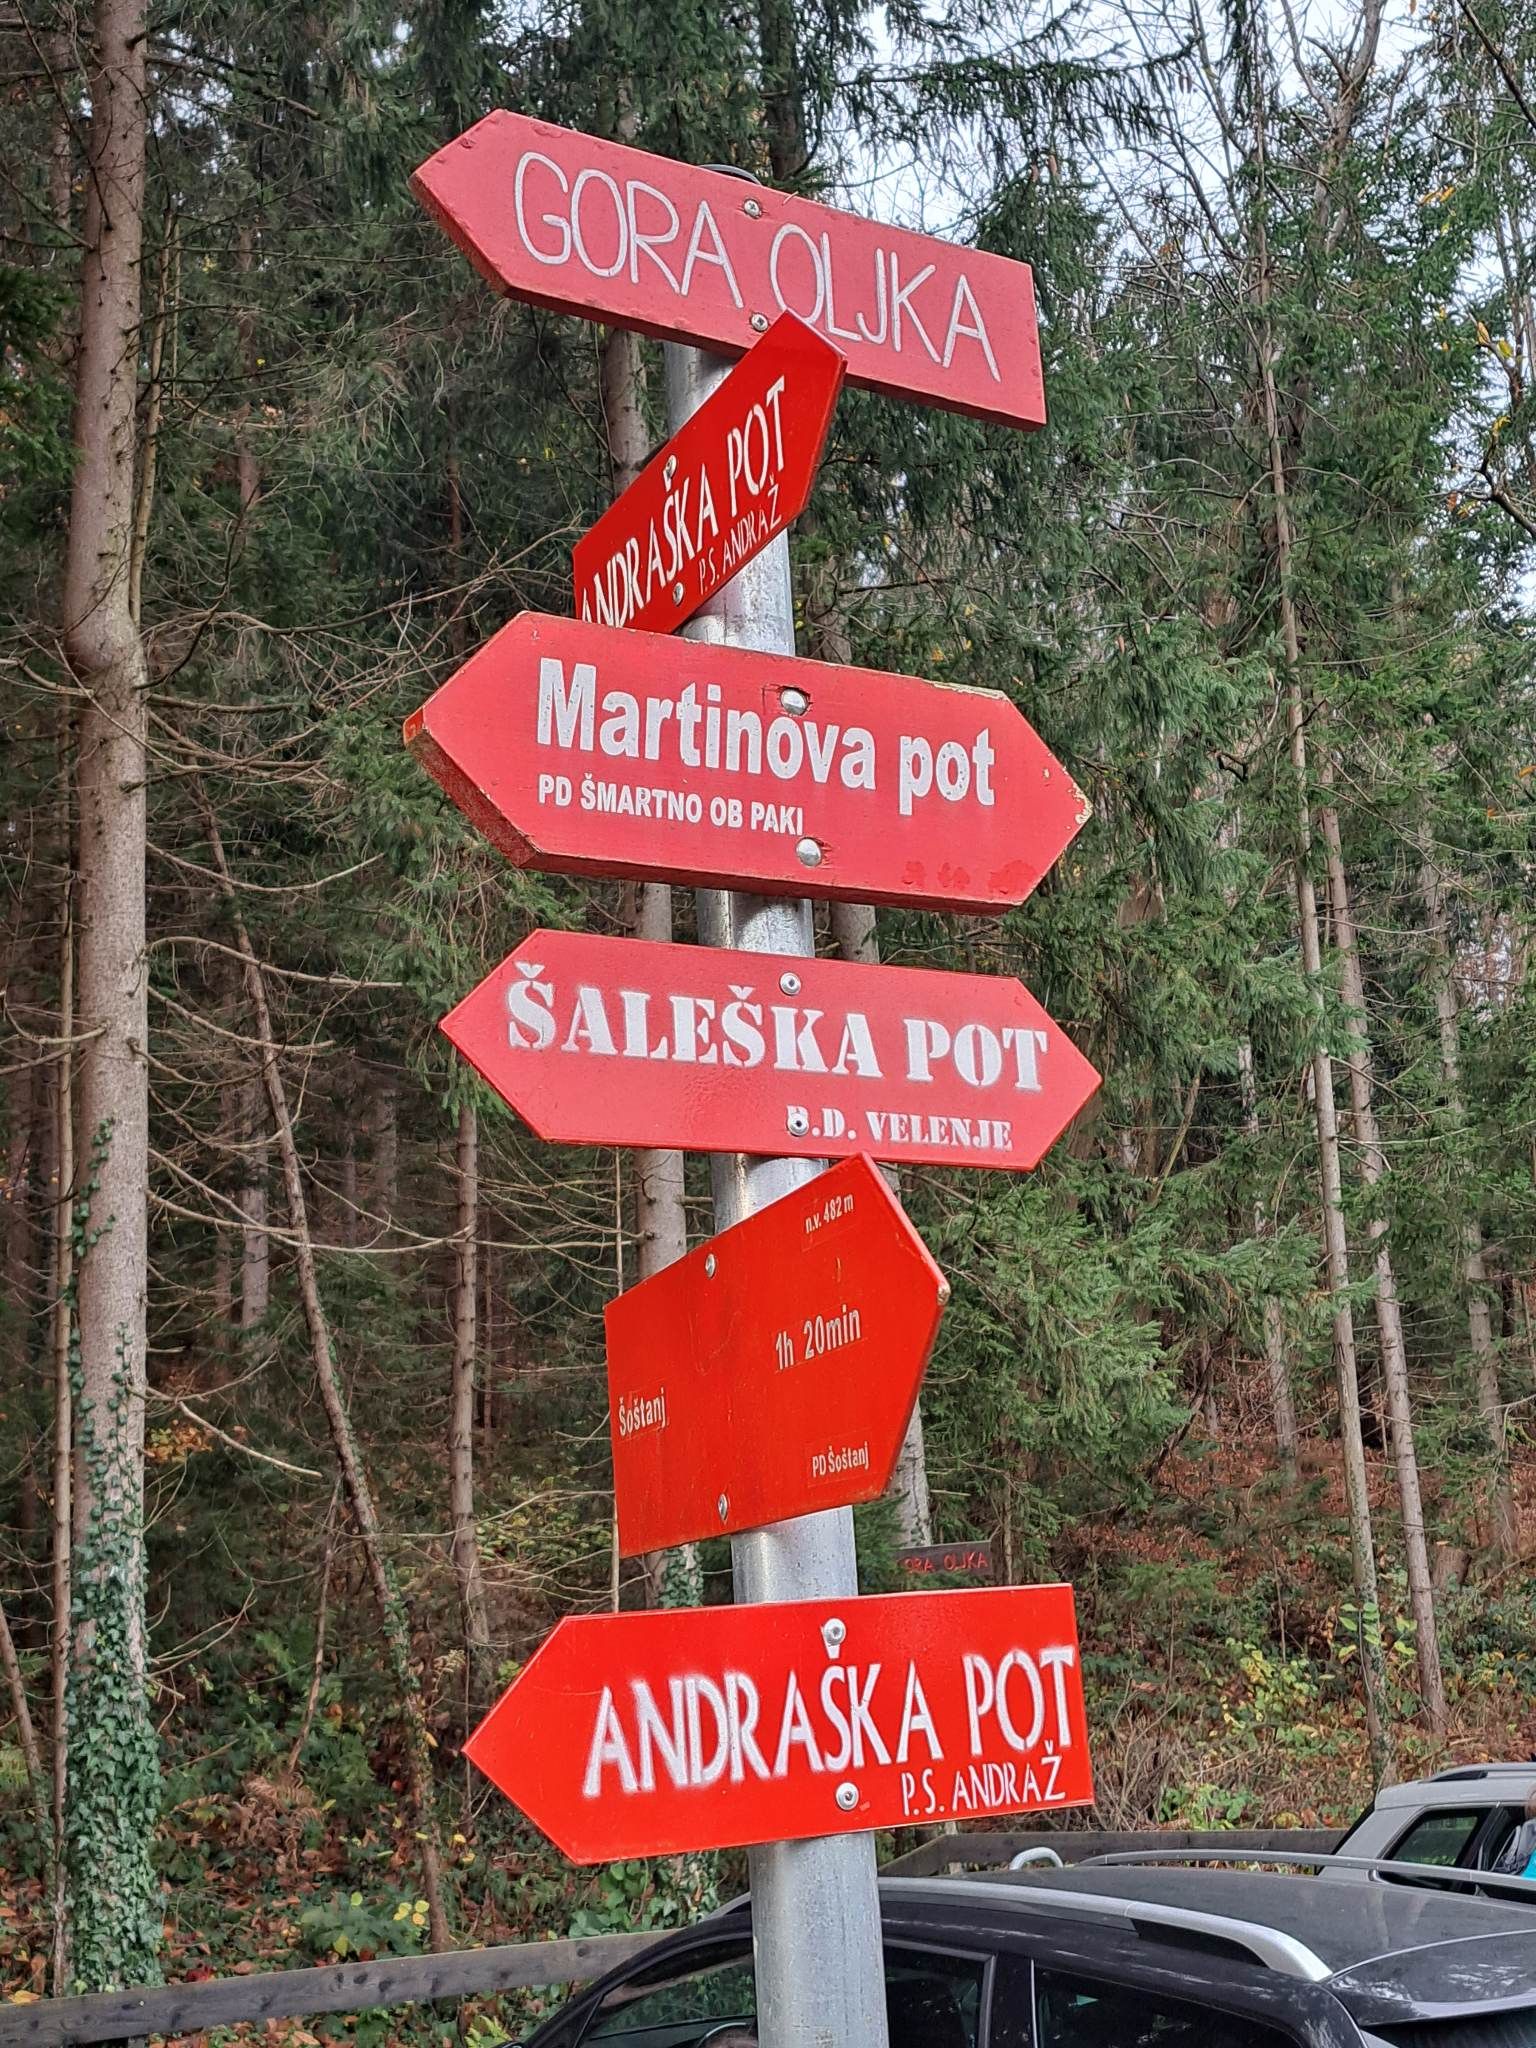 GORA OLJKA
ANDRAŠKA POT
P.S. ANDRAŽ
Martinova pot
PD ŠMARTNO OB PAKI
ŠALEŠKA POT
P.D. VELENJE
n.v. 482 m
1h 20min
Šoštanj
PD Šoštanj
GORA OLJKA
ANDRAŠKA POT
P.S. ANDRAŽ